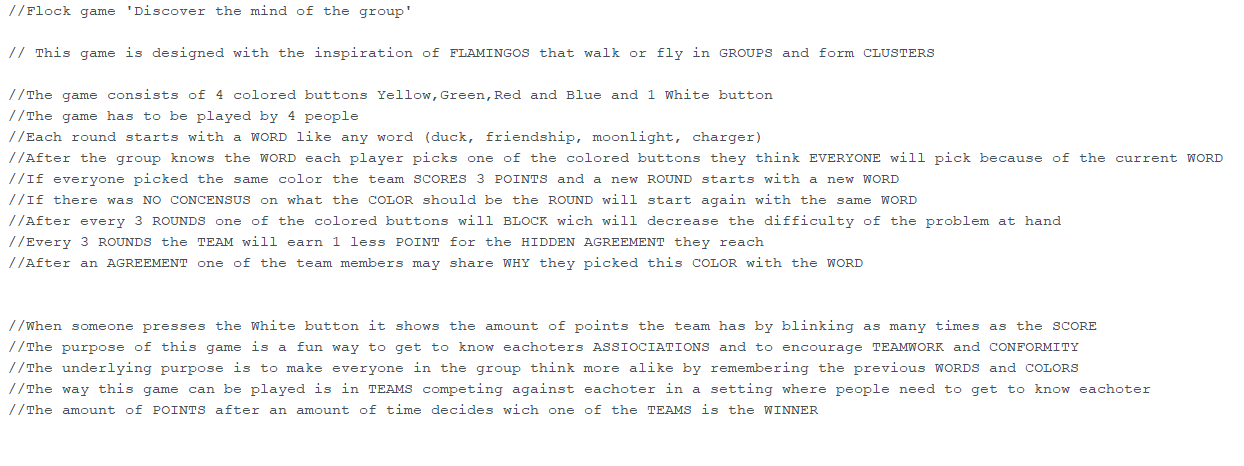 //Flock game 'Discover the mind of the group'
// This game is designed with the inspiration of FLAMINGOS that walk or fly in GROUPS and form CLUSTERS
//The game consists of 4 colored buttons Yellow,Green,Red and Blue and 1 White button
//The game has to be played by 4 people
//Each round starts with a WORD like any word (duck, friendship, moonlight, charger)
//After the group knows the WORD each player picks one of the colored buttons they think EVERYONE will pick because of the current WORD
//If everyone picked the same color the team SCORES 3 POINTS and a new ROUND starts with a new WORD
//If there was NO CONCENSUS on what the COLOR should be the ROUND will start again with the same WORD
//After every 3 ROUNDS one of the colored buttons will BLOCK wich will decrease the difficulty of the problem at hand
//Every 3 ROUNDS the TEAM will earn 1 less POINT for the HIDDEN AGREEMENT they reach
//After an AGREEMENT one of the team members may share WHY they picked this COLOR with the WORD
//When someone presses the White button it shows the amount of points the team has by blinking as many times as the SCORE
//The purpose of this game is a fun way to get to know eachoters ASSIOCIATIONS and to encourage TEAMWORK and CONFORMITY
//The underlying purpose is to make everyone in the group think more alike by remembering the previous WORDS and COLORS
//The way this game can be played is in TEAMS competing against eachoter in a setting where people need to get to know eachoter
//The amount of POINTS after an amount of time decides wich one of the TEAMS is the WINNER